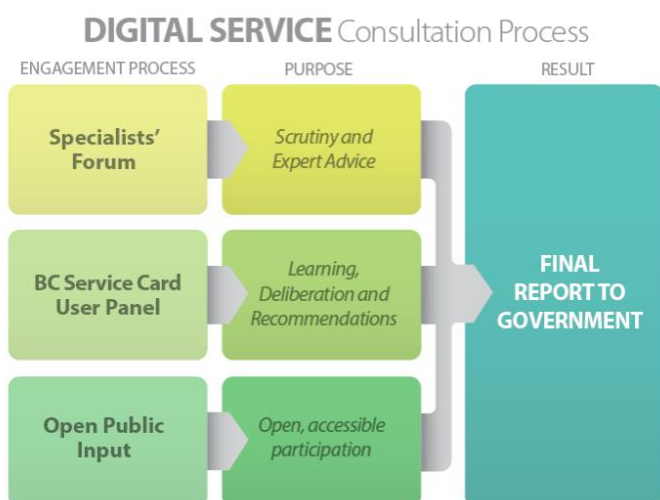 DIGITAL SERVICE Consultation Process
ENGAGEMENT PROCESS
PURPOSE
RESULT
Specialists’
Forum
Scrutiny and
Expert Advice
BC Service Card
User Panel
Learning,
Deliberation and
Recommendations
Open Public
Input
Open, accessible
participation
FINAL
REPORT TO
GOVERNMENT